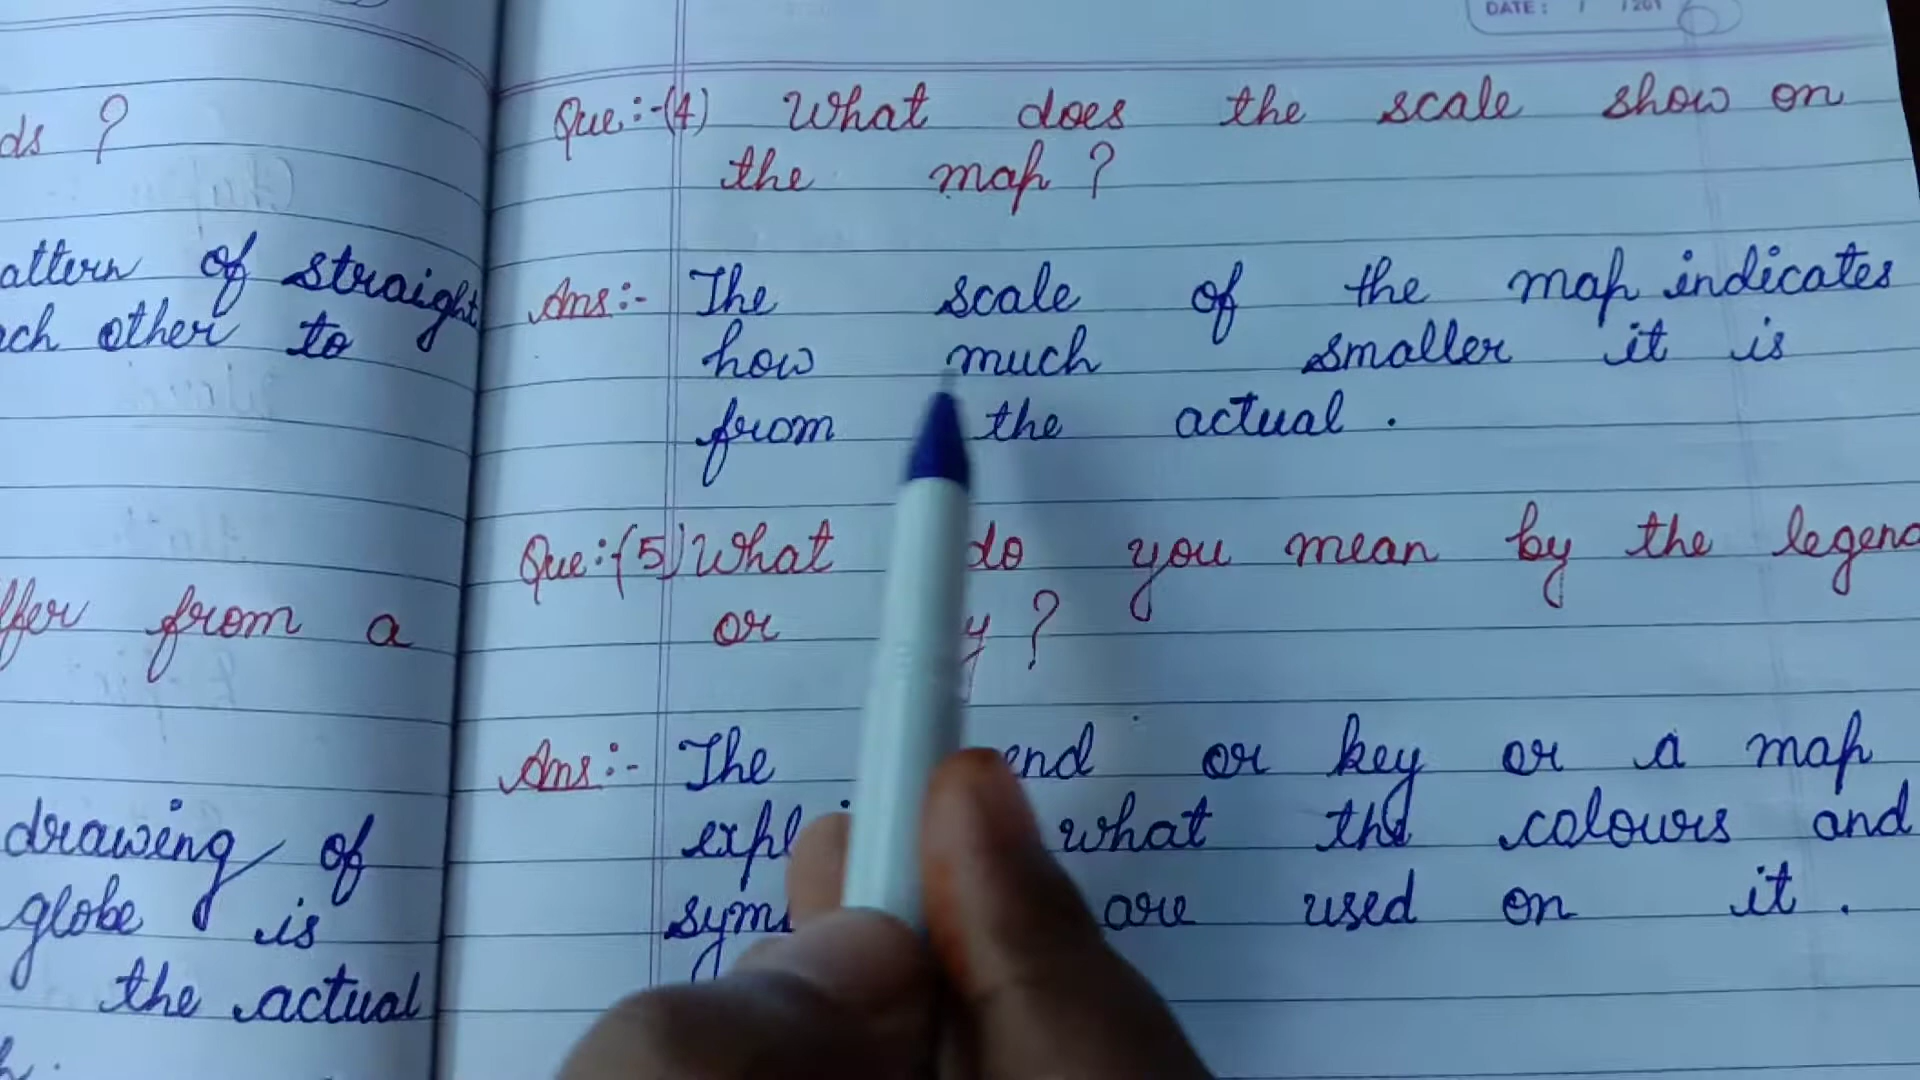 ds ?
attern of straight
ach other to
ffer from a
drawing of
globe is
the actual
h.
DATE : / /201
Que:-(4) What does the scale show on
the map ?
Ans:- The scale of the map indicates
how much smaller it is
from the actual .
Que:-(5) What do you mean by the legend
or y ?
Ans:- The end or key or a map
expl what the colours and
sym are used on it .